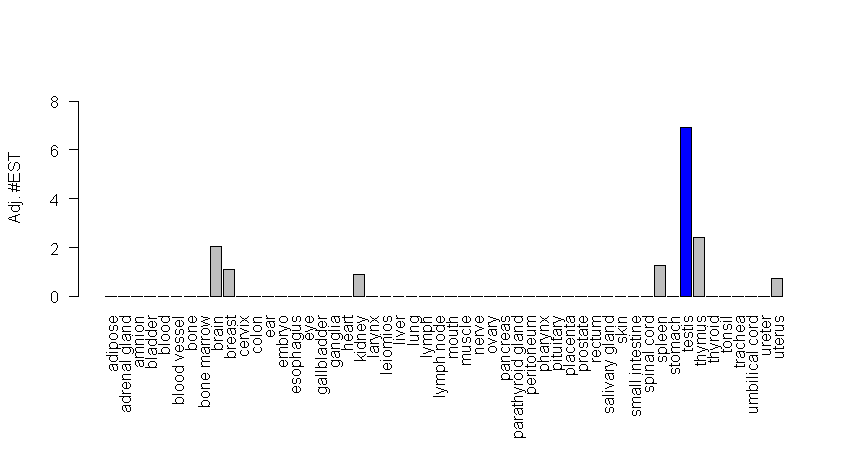 Adj. #EST
8
6
4
2
0
adipose
adrenal gland
amnion
bladder
blood
blood vessel
bone
bone marrow
brain
breast
cervix
colon
ear
embryo
esophagus
eye
gallbladder
ganglia
heart
kidney
larynx
leiomios
liver
lung
lymph
lymph node
mouth
muscle
nerve
ovary
pancreas
parathyroid gland
peritoneum
pharynx
pituitary
placenta
prostate
rectum
salivary gland
skin
small intestine
spinal cord
spleen
stomach
testis
thymus
thyroid
tonsil
trachea
umbilical cord
ureter
uterus